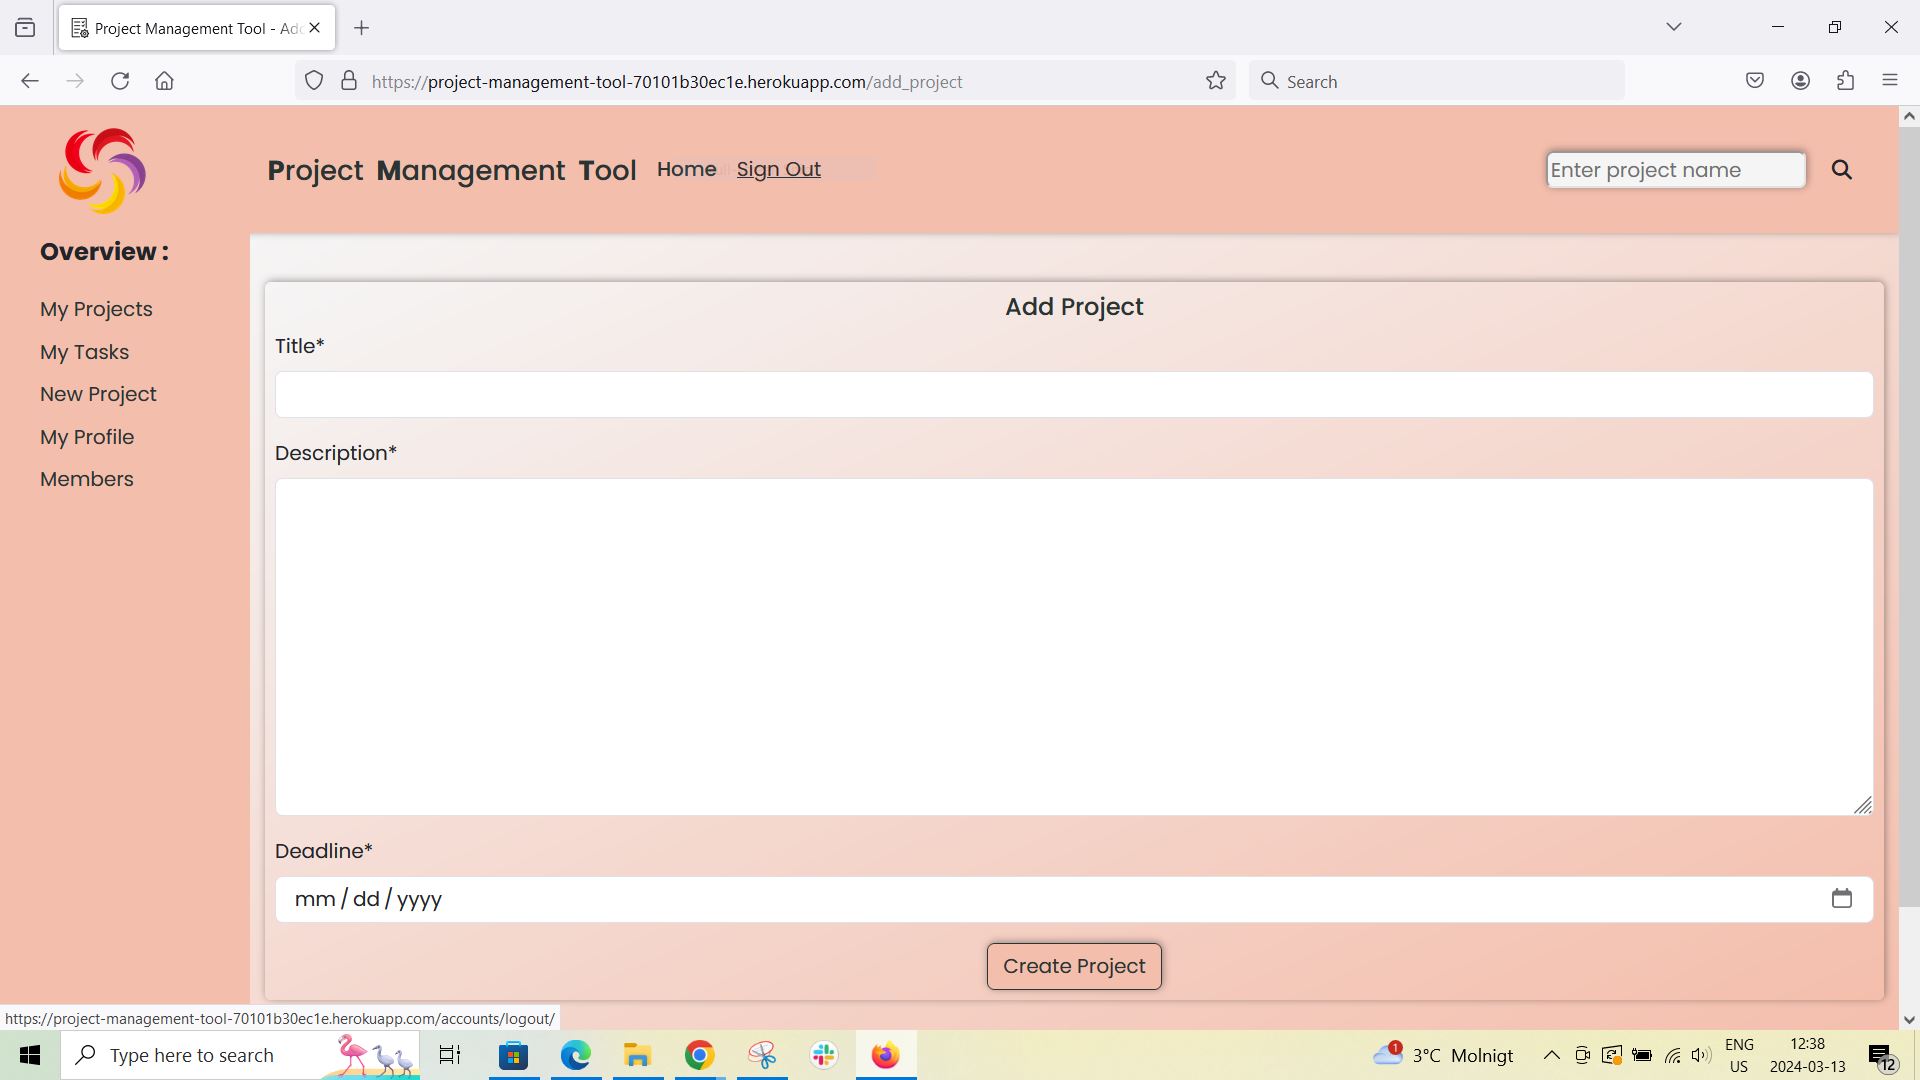 Project Management Tool - Add
https://project-management-tool-70101b30ec1e.herokuapp.com/add_project
Search
Project Management Tool Home Sign Out
Enter project name
Overview :
My Projects
My Tasks
New Project
My Profile
Members
Add Project
Title*
Description*
Deadline*
mm / dd / yyyy
Create Project
https://project-management-tool-70101b30ec1e.herokuapp.com/accounts/logout/
Type here to search
1
3°C Molnigt
ENG
US
12:38
2024-03-13
12